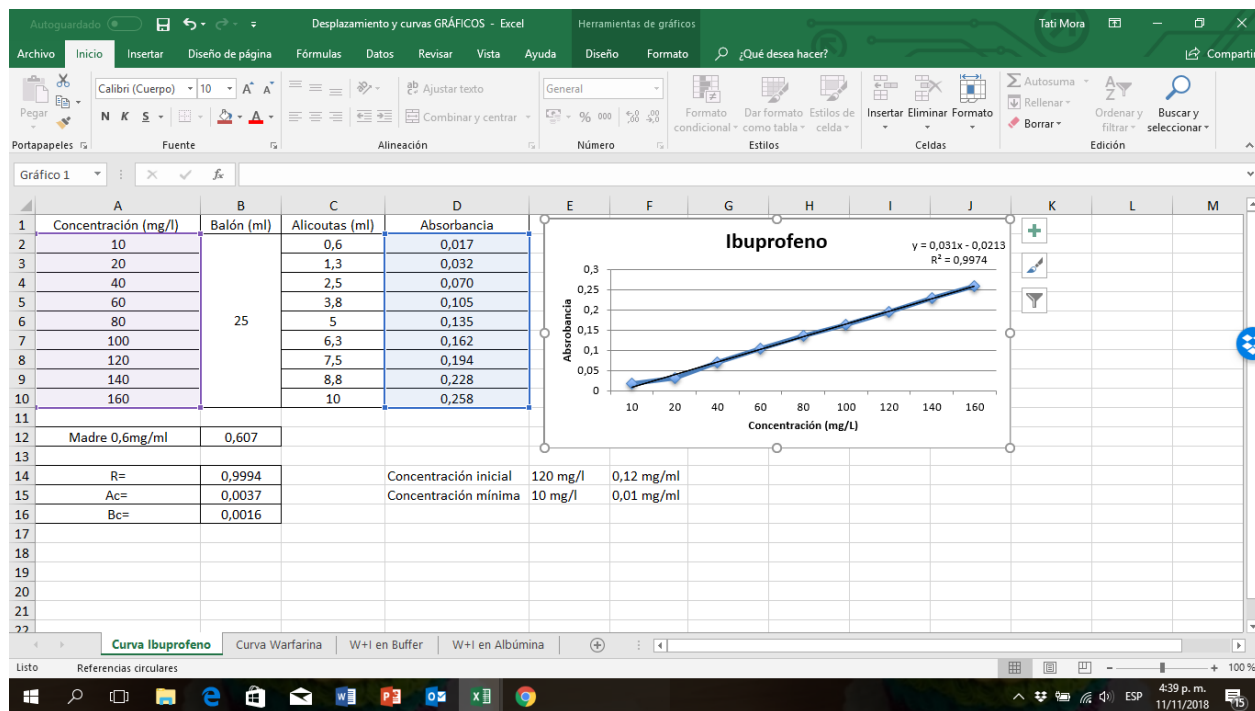 Autoguardado
Desplazamiento y curvas GRÁFICOS - Excel
Herramientas de gráficos
Tati Mora
Archivo Inicio Insertar Diseño de página Fórmulas Datos Revisar Vista Ayuda Diseño Formato ¿Qué desea hacer? Compartir
Pegar
Calibri (Cuerpo) 10 A A
N K S A
Ajustar texto
Combinar y centrar
General
% 000
Formato condicional
Dar formato como tabla
Estilos de celda
Insertar Eliminar Formato
Autosuma
Rellenar
Borrar
Ordenar y filtrar
Buscar y seleccionar
Portapapeles Fuente Alineación Número Estilos Celdas Edición
Gráfico 1 fx
A B C D E F G H I J K L M
1 Concentración (mg/l) Balón (ml) Alicoutas (ml) Absorbancia
2 10 0,6 0,017
3 20 1,3 0,032
4 40 2,5 0,070
5 60 3,8 0,105
6 80 25 5 0,135
7 100 6,3 0,162
8 120 7,5 0,194
9 140 8,8 0,228
10 160 10 0,258
11
12 Madre 0,6mg/ml 0,607
13
14 R= 0,9994 Concentración inicial 120 mg/l 0,12 mg/ml
15 Ac= 0,0037 Concentración mínima 10 mg/l 0,01 mg/ml
16 Bc= 0,0016
17
18
19
20
21
22
Ibuprofeno
y = 0,031x - 0,0213
R² = 0,9974
0,3
0,25
0,2
0,15
0,1
0,05
0
Absrobancia
10 20 40 60 80 100 120 140 160
Concentración (mg/L)
Curva Ibuprofeno Curva Warfarina W+I en Buffer W+I en Albúmina
Listo Referencias circulares 100 %
ESP
4:39 p. m.
11/11/2018
15